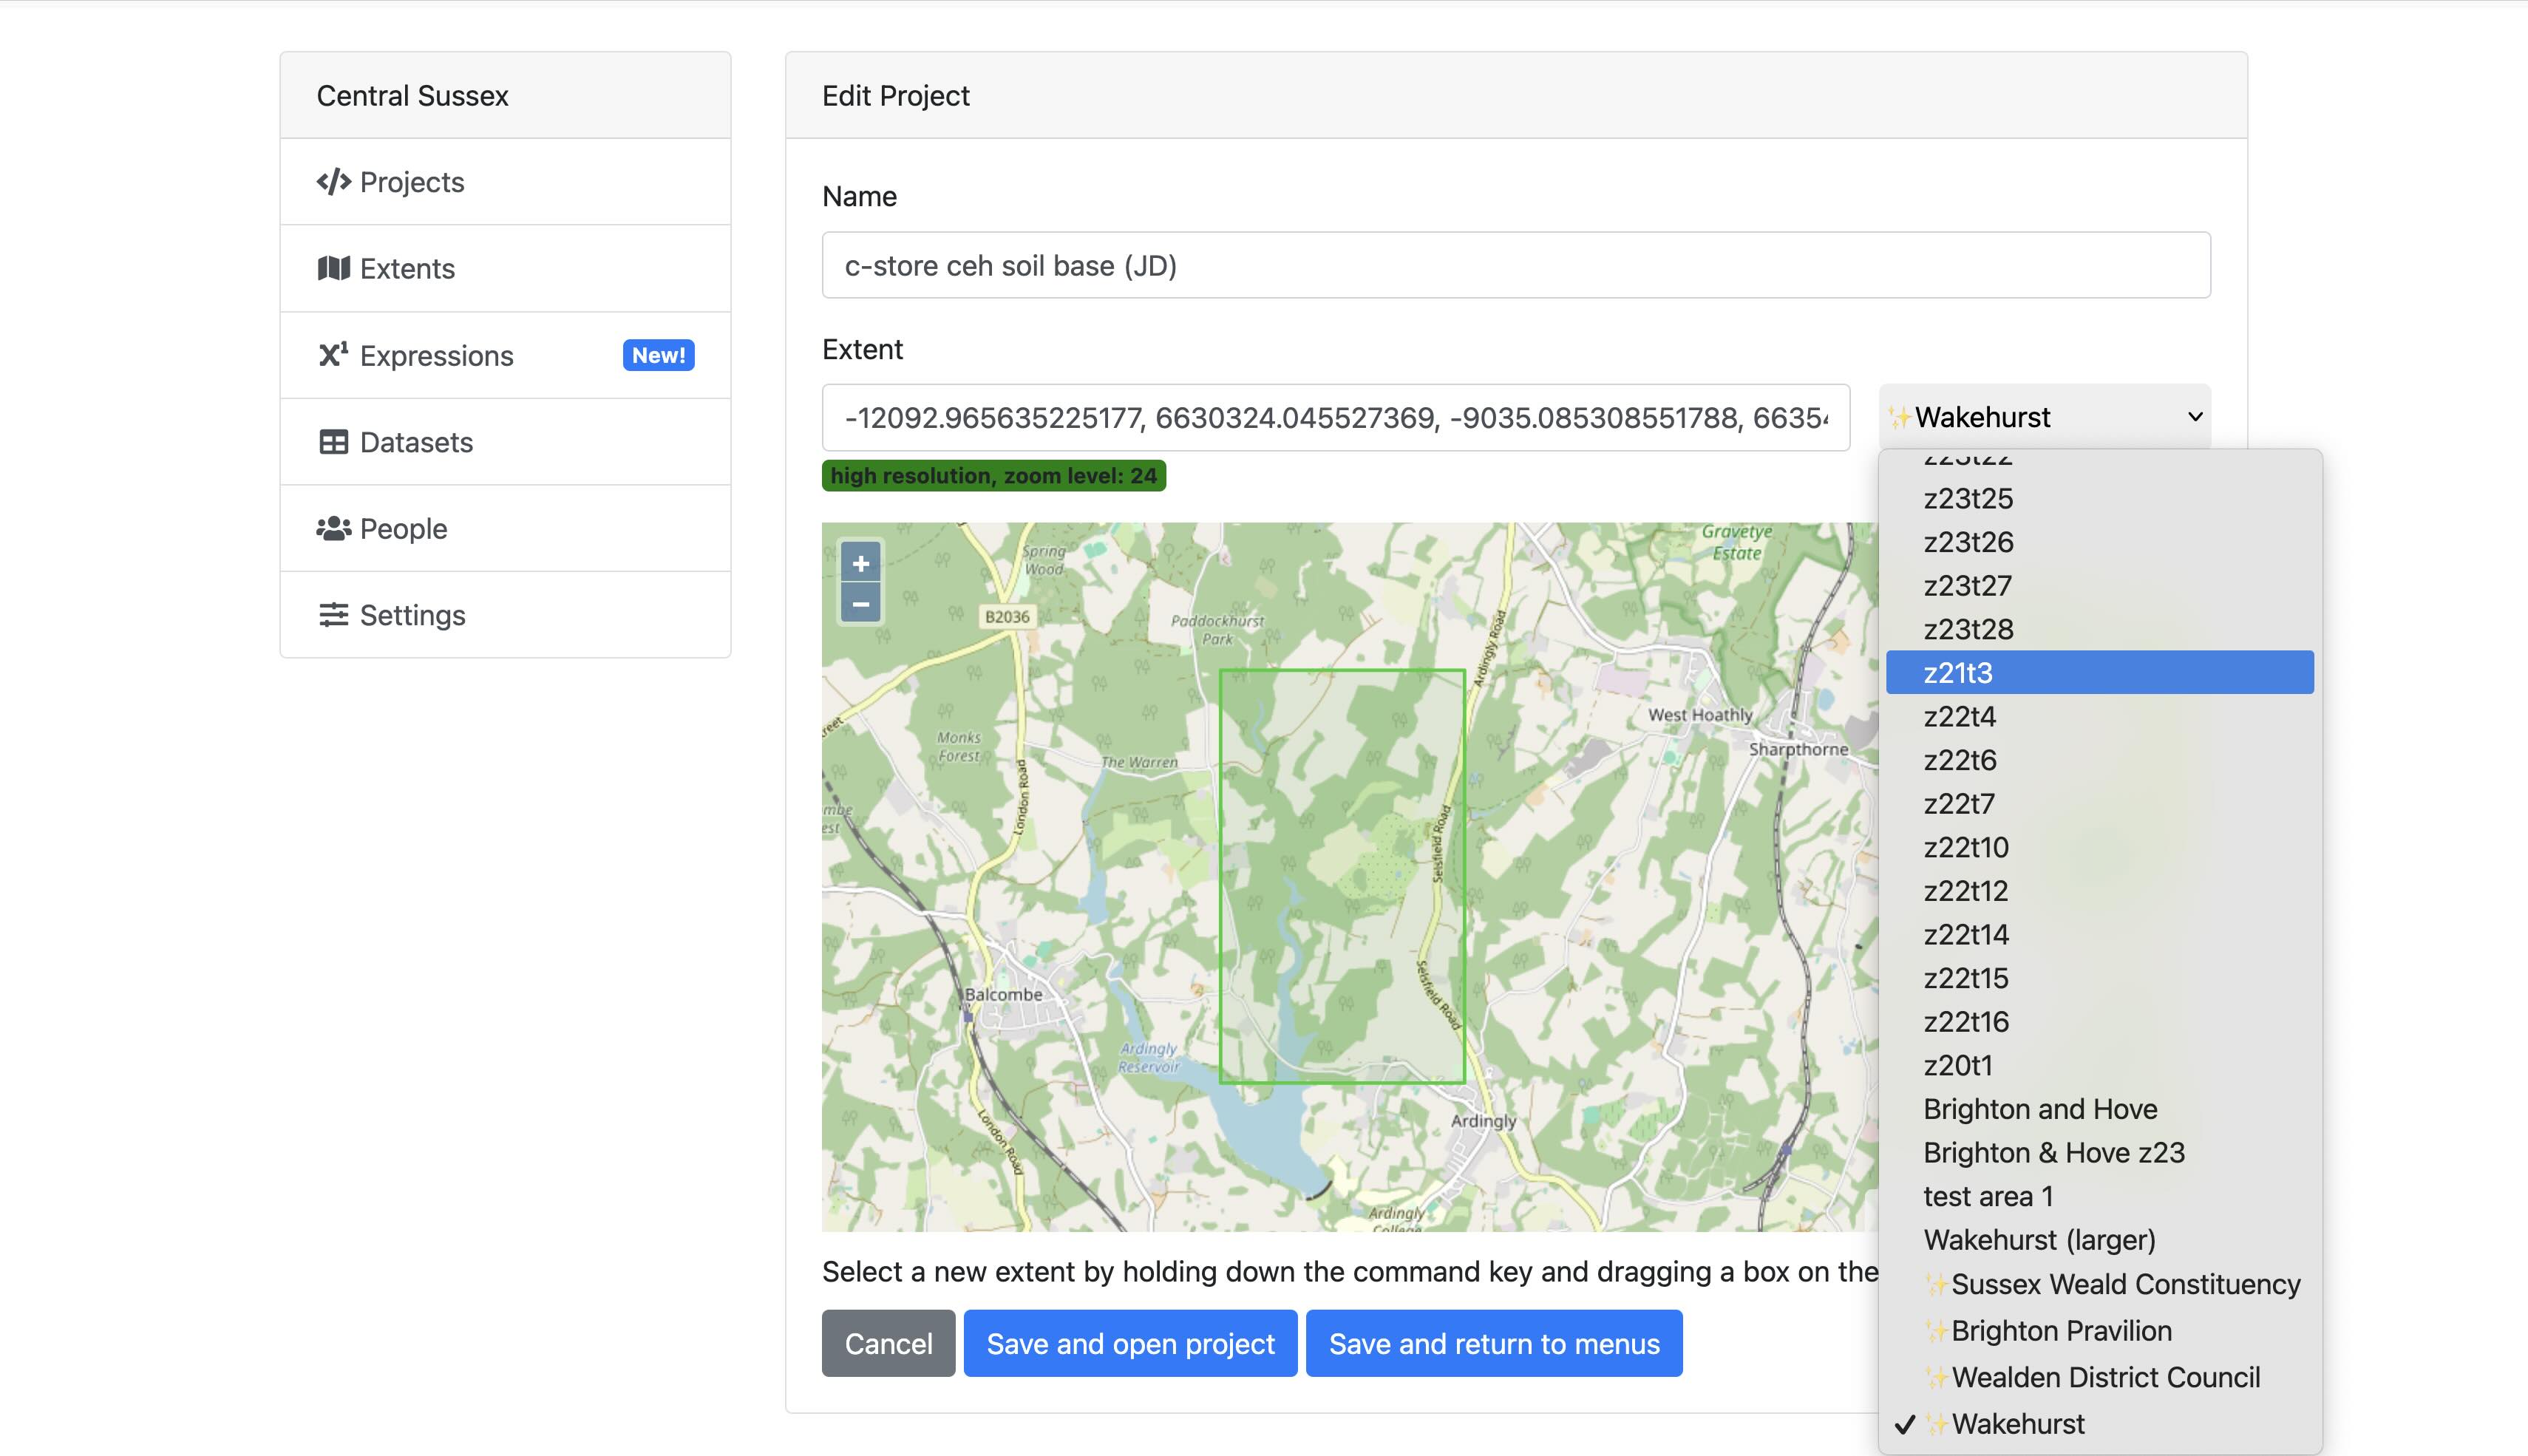 Central Sussex
Projects
Extents
Expressions New!
Datasets
People
Settings
Edit Project
Name
c-store ceh soil base (JD)
Extent
-12092.965635225177, 6630324.045527369, -9035.085308551788, 6635
✨Wakehurst
high resolution, zoom level: 24
+
−
Spring
Wood
B2036
Paddockhurst
Park
Ardingly Road
Gravetye
Estate
Monks
Forest
The Warren
London Road
West Hoathly
Sharpthorne
Selsfield Road
Selsfield Road
Balcombe
Ardingly
Reservoir
London Road
Ardingly
Ardingly
College
z23t22
z23t25
z23t26
z23t27
z23t28
z21t3
z22t4
z22t6
z22t7
z22t10
z22t12
z22t14
z22t15
z22t16
z20t1
Brighton and Hove
Brighton & Hove z23
test area 1
Wakehurst (larger)
✨Sussex Weald Constituency
✨Brighton Pravilion
✨Wealden District Council
✓ ✨Wakehurst
Select a new extent by holding down the command key and dragging a box on the
Cancel
Save and open project
Save and return to menus